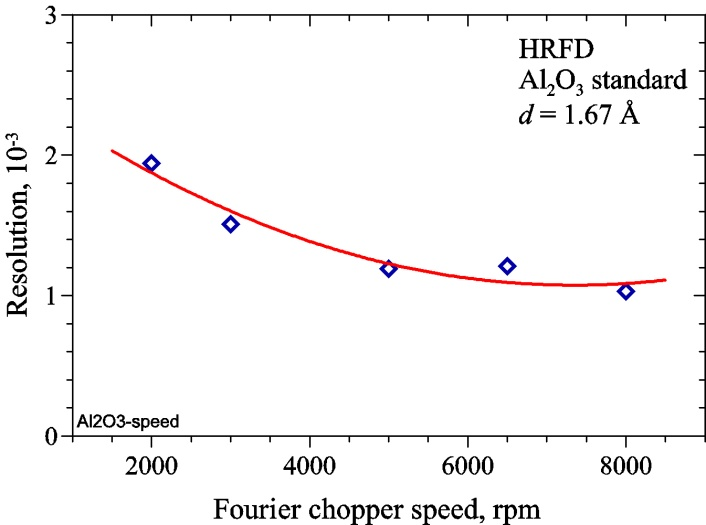 3
HRFD
Al₂O₃ standard
d = 1.67 Å
2
Resolution, 10⁻³
1
Al2O3-speed
0
2000 4000 6000 8000
Fourier chopper speed, rpm